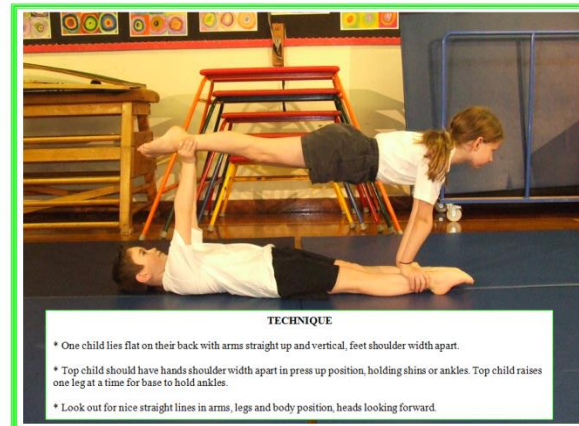 TECHNIQUE
* One child lies flat on their back with arms straight up and vertical, feet shoulder width apart.
* Top child should have hands shoulder width apart in press up position, holding shins or ankles. Top child raises
one leg at a time for base to hold ankles.
* Look out for nice straight lines in arms, legs and body position, heads looking forward.